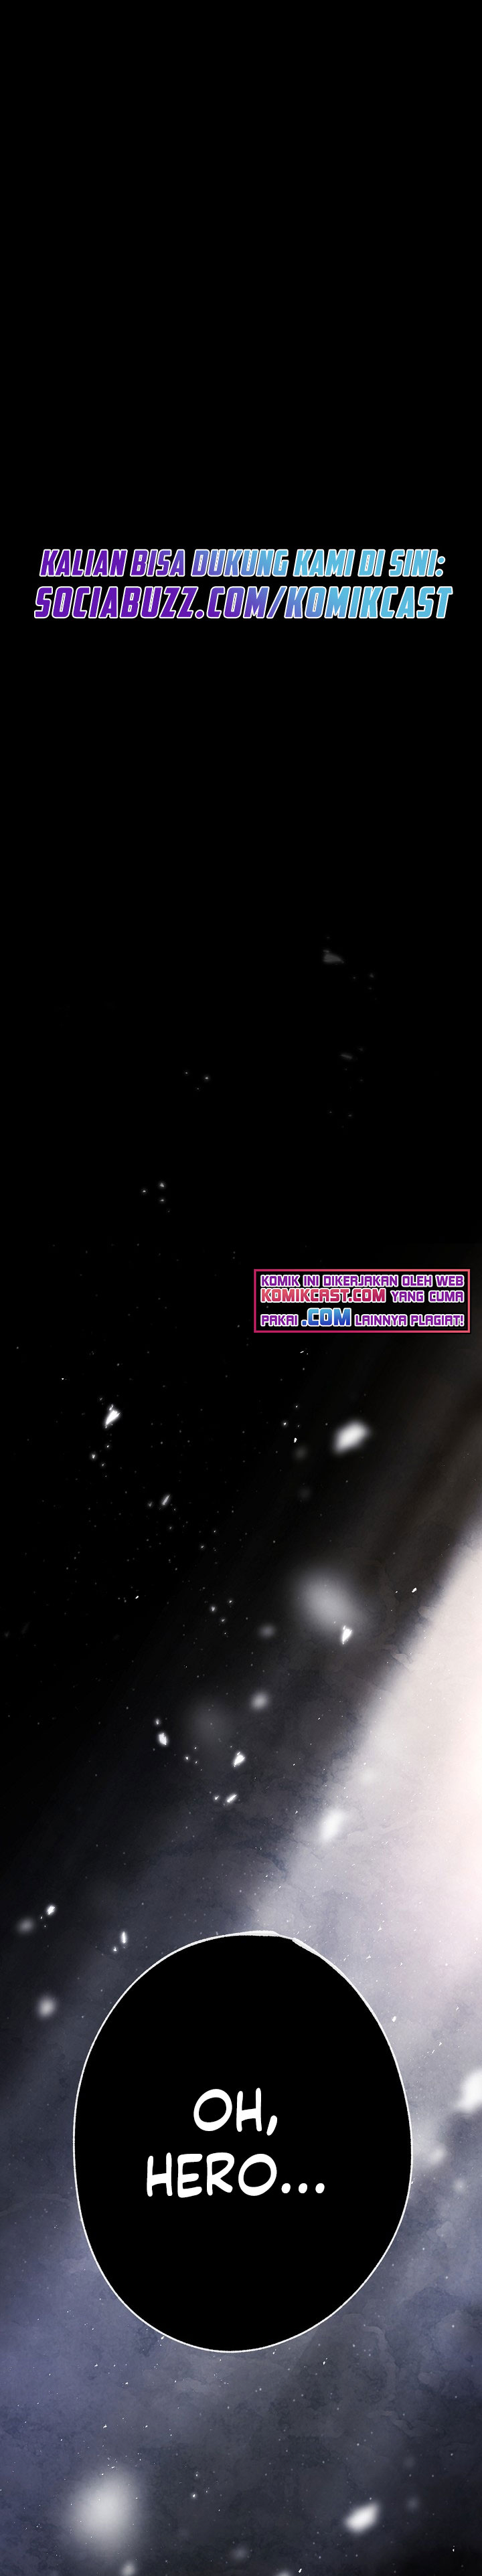 KALIAN BISA DUKUNG KAMI DI SINI:
SOCIABUZZ.COM/KOMIKCAST
KOMIK INI DIKERJAKAN OLEH WEB
KOMIKCAST.COM YANG CUMA
PAKAI .COM LAINNYA PLAGIAT!
OH,
HERO...